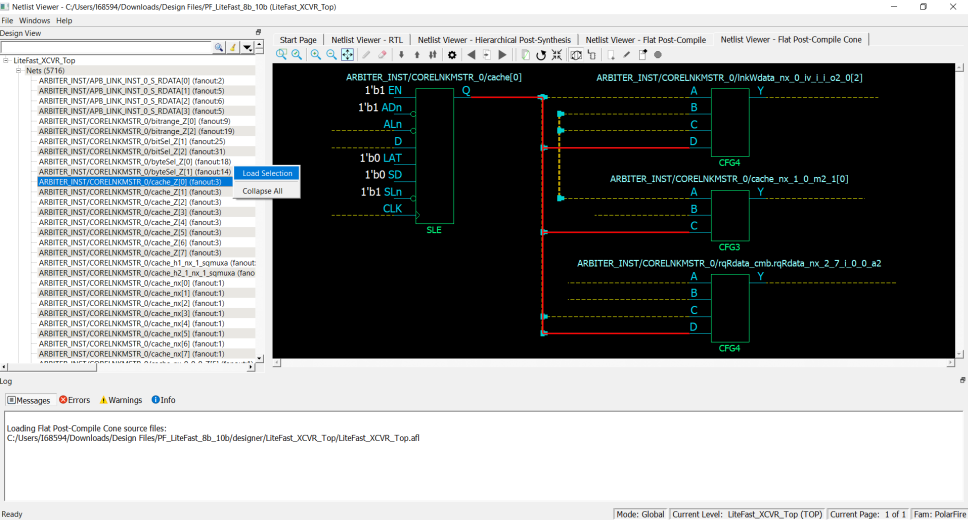 Netlist Viewer - C:/Users/I68594/Downloads/Design Files/PF_LiteFast_8b_10b (LiteFast_XCVR_Top)
File Windows Help
Design View
LiteFast_XCVR_Top
Nets (5716)
ARBITER_INST/APB_LINK_INST_0_S_RDATA[0] (fanout:2)
ARBITER_INST/APB_LINK_INST_0_S_RDATA[1] (fanout:5)
ARBITER_INST/APB_LINK_INST_0_S_RDATA[2] (fanout:6)
ARBITER_INST/APB_LINK_INST_0_S_RDATA[3] (fanout:5)
ARBITER_INST/CORELNKMSTR_0/bitrange_Z[0] (fanout:9)
ARBITER_INST/CORELNKMSTR_0/bitrange_Z[2] (fanout:19)
ARBITER_INST/CORELNKMSTR_0/bitSel_Z[1] (fanout:25)
ARBITER_INST/CORELNKMSTR_0/bitSel_Z[2] (fanout:31)
ARBITER_INST/CORELNKMSTR_0/byteSel_Z[0] (fanout:18)
ARBITER_INST/CORELNKMSTR_0/byteSel_Z[1] (fanout:14)
ARBITER_INST/CORELNKMSTR_0/cache_Z[0] (fanout:3)
ARBITER_INST/CORELNKMSTR_0/cache_Z[1] (fanout:3)
ARBITER_INST/CORELNKMSTR_0/cache_Z[2] (fanout:3)
ARBITER_INST/CORELNKMSTR_0/cache_Z[3] (fanout:3)
ARBITER_INST/CORELNKMSTR_0/cache_Z[4] (fanout:3)
ARBITER_INST/CORELNKMSTR_0/cache_Z[5] (fanout:3)
ARBITER_INST/CORELNKMSTR_0/cache_Z[6] (fanout:3)
ARBITER_INST/CORELNKMSTR_0/cache_Z[7] (fanout:3)
ARBITER_INST/CORELNKMSTR_0/cache_h1_nx_1_sqmuxa (fanout:
ARBITER_INST/CORELNKMSTR_0/cache_h2_1_nx_1_sqmuxa (fano
ARBITER_INST/CORELNKMSTR_0/cache_nx[0] (fanout:1)
ARBITER_INST/CORELNKMSTR_0/cache_nx[1] (fanout:1)
ARBITER_INST/CORELNKMSTR_0/cache_nx[2] (fanout:1)
ARBITER_INST/CORELNKMSTR_0/cache_nx[3] (fanout:1)
ARBITER_INST/CORELNKMSTR_0/cache_nx[4] (fanout:1)
ARBITER_INST/CORELNKMSTR_0/cache_nx[5] (fanout:1)
ARBITER_INST/CORELNKMSTR_0/cache_nx[6] (fanout:1)
ARBITER_INST/CORELNKMSTR_0/cache_nx[7] (fanout:1)
Load Selection
Collapse All
Start Page
Netlist Viewer - RTL
Netlist Viewer - Hierarchical Post-Synthesis
Netlist Viewer - Flat Post-Compile
Netlist Viewer - Flat Post-Compile Cone
ARBITER_INST/CORELNKMSTR_0/cache[0]
1'b1 EN
Q
1'b1 ADn
ALn
D
1'b0 LAT
1'b0 SD
1'b1 SLn
CLK
SLE
ARBITER_INST/CORELNKMSTR_0/lnkWdata_nx_0_iv_i_i_o2_0[2]
A
Y
B
C
D
CFG4
ARBITER_INST/CORELNKMSTR_0/cache_nx_1_0_m2_1[0]
A
Y
B
C
CFG3
ARBITER_INST/CORELNKMSTR_0/rqRdata_cmb.rqRdata_nx_2_7_i_0_0_a2
A
Y
B
C
D
CFG4
Log
Messages
Errors
Warnings
Info
Loading Flat Post-Compile Cone source files:
C:/Users/I68594/Downloads/Design Files/PF_LiteFast_8b_10b/designer/LiteFast_XCVR_Top/LiteFast_XCVR_Top.afl
Ready
Mode: Global
Current Level: LiteFast_XCVR_Top (TOP)
Current Page: 1 of 1
Fam: PolarFire